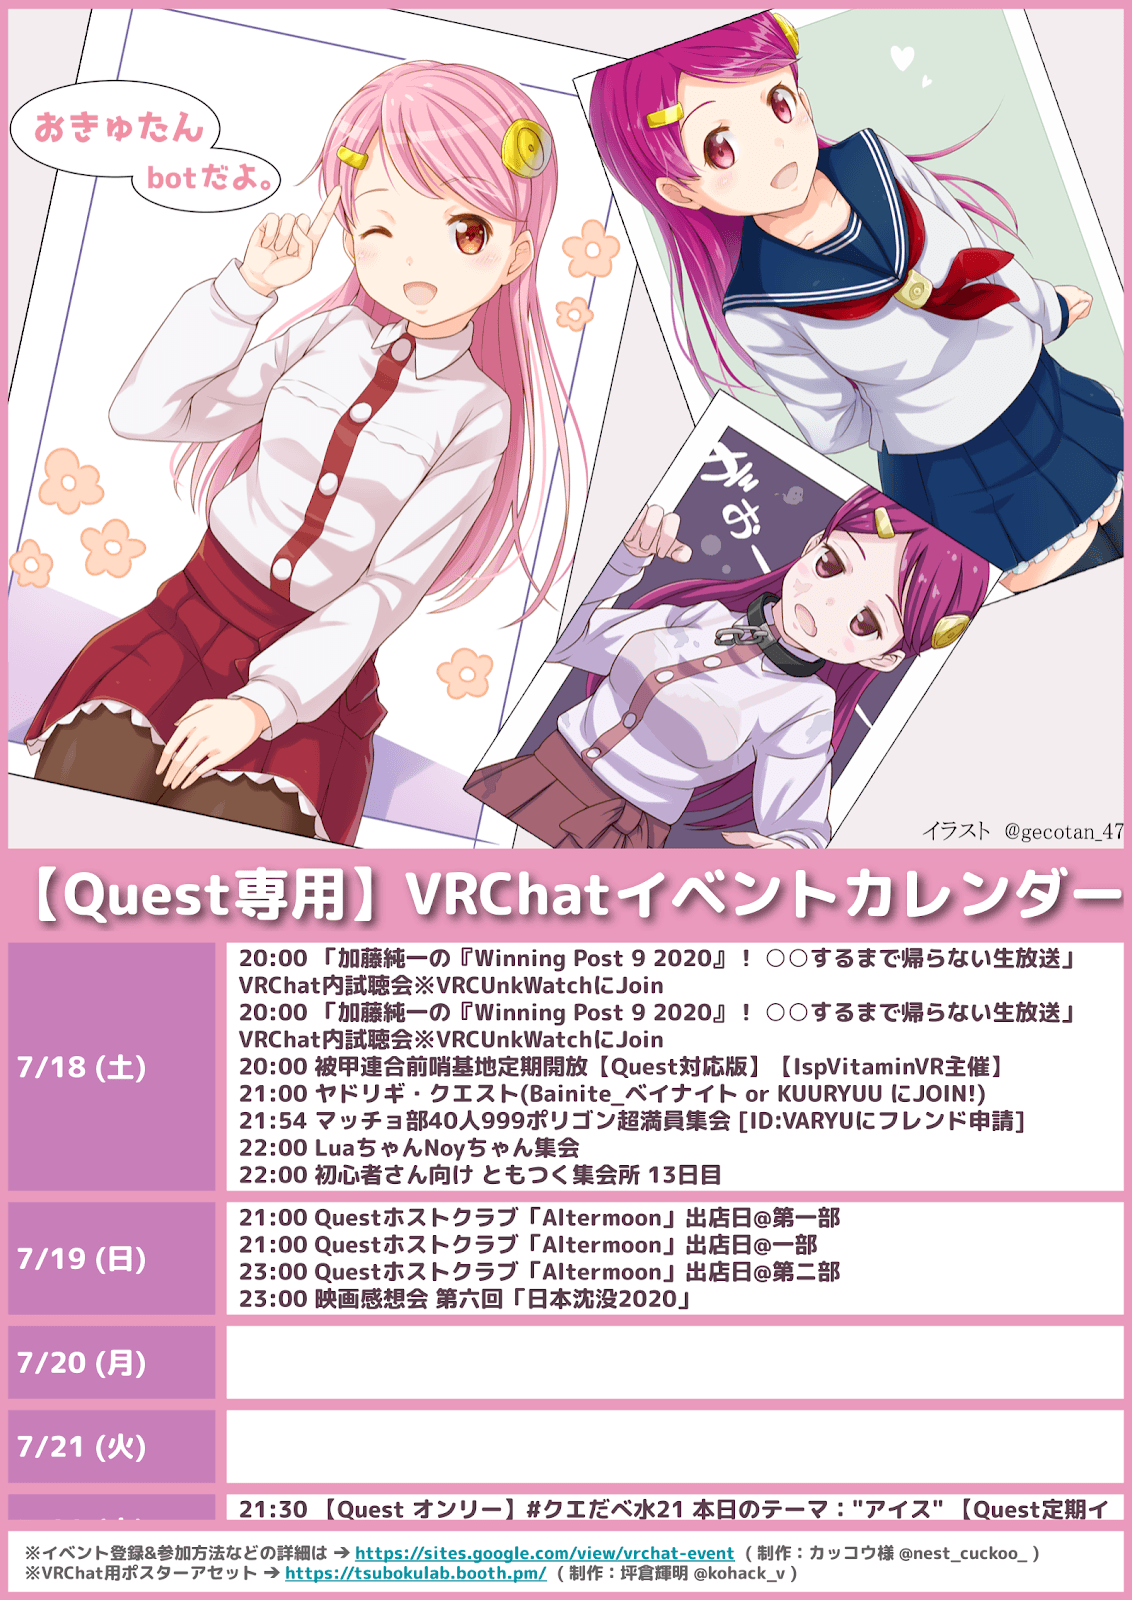 おきゅたん
botだよ。
がおー
イラスト @gecotan_47
【Quest専用】VRChatイベントカレンダー
7/18 (土)
20:00 「加藤純一の『Winning Post 9 2020』！ ○○するまで帰らない生放送」
VRChat内試聴会※VRCUnkWatchにJoin
20:00 「加藤純一の『Winning Post 9 2020』！ ○○するまで帰らない生放送」
VRChat内試聴会※VRCUnkWatchにJoin
20:00 被甲連合前哨基地定期開放【Quest対応版】【IspVitaminVR主催】
21:00 ヤドリギ・クエスト(Bainite_ベイナイト or KUURYUU にJOIN!)
21:54 マッチョ部40人999ポリゴン超満員集会 [ID:VARYUにフレンド申請]
22:00 LuaちゃんNoyちゃん集会
22:00 初心者さん向け ともつく集会所 13日目
7/19 (日)
21:00 Questホストクラブ「AItermoon」出店日@第一部
21:00 Questホストクラブ「AItermoon」出店日@一部
23:00 Questホストクラブ「AItermoon」出店日@第二部
23:00 映画感想会 第六回「日本沈没2020」
7/20 (月)
7/21 (火)
21:30 【Quest オンリー】#クエだべ水21 本日のテーマ："アイス" 【Quest定期イ
※イベント登録&参加方法などの詳細は → https://sites.google.com/view/vrchat-event ( 制作：カッコウ様 @nest_cuckoo_ )
※VRChat用ポスターアセット → https://tsubokulab.booth.pm/ ( 制作：坪倉輝明 @kohack_v )